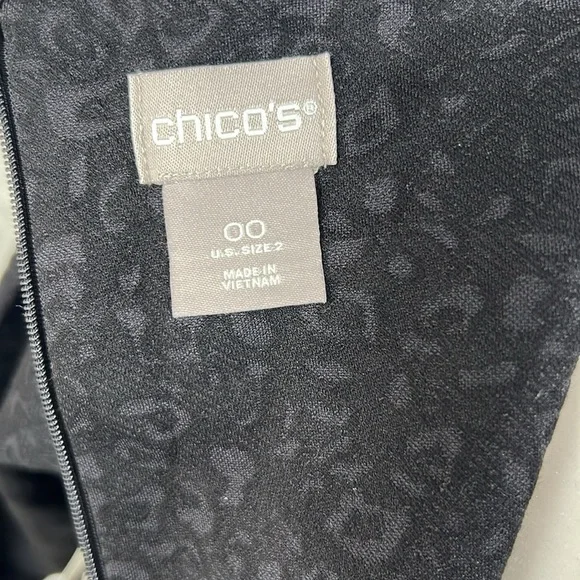 chico's®
00
U.S. SIZE 2
MADE IN
VIETNAM